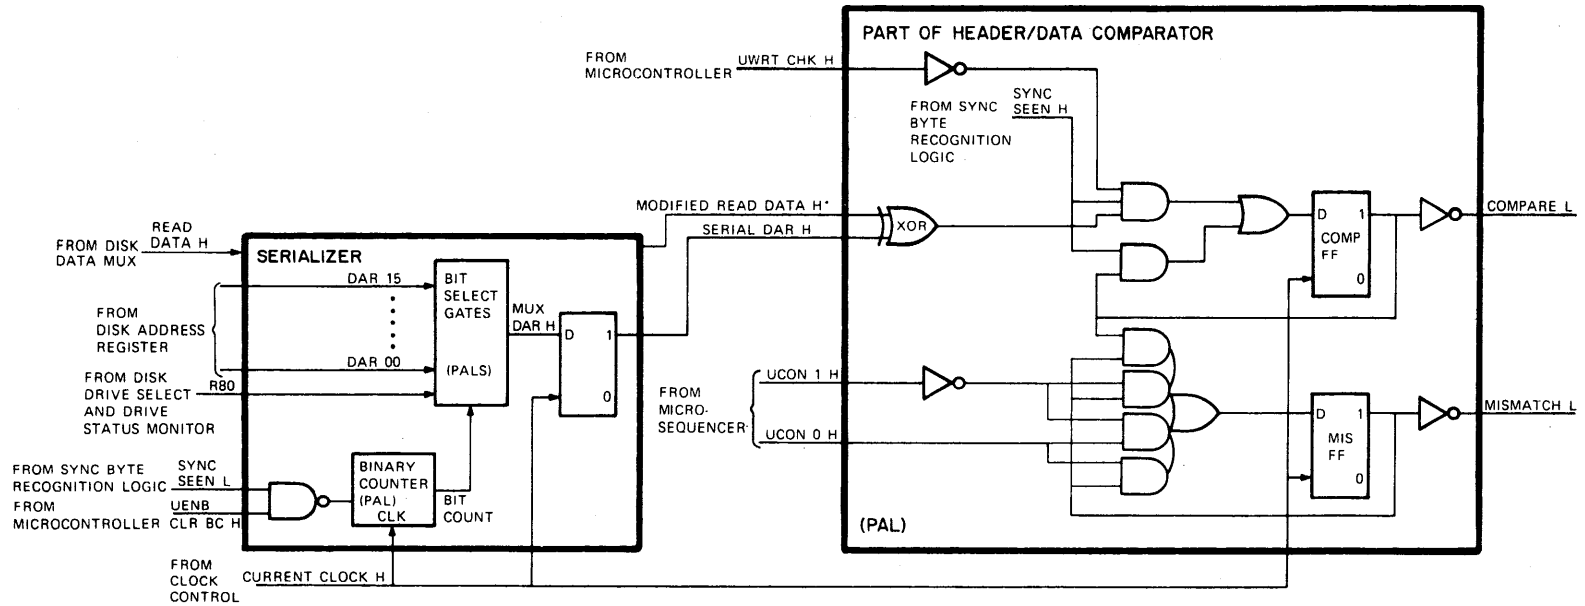 PART OF HEADER/DATA COMPARATOR
FROM
MICROCONTROLLER
UWRT CHK H
SYNC
SEEN H
FROM SYNC
BYTE
RECOGNITION
LOGIC
MODIFIED READ DATA H*
SERIAL DAR H
XOR
D 1
COMP
FF
0
COMPARE L
READ
DATA H
FROM DISK
DATA MUX
SERIALIZER
DAR 15
BIT
SELECT
GATES
(PALS)
MUX
DAR H
D 1
0
FROM
DISK ADDRESS
REGISTER
DAR 00
FROM DISK
DRIVE SELECT
AND DRIVE
STATUS MONITOR
R80
FROM
MICRO-
SEQUENCER
UCON 1 H
UCON 0 H
D 1
MIS
FF
0
MISMATCH L
FROM SYNC BYTE
RECOGNITION LOGIC
SYNC
SEEN L
FROM
MICROCONTROLLER
UENB
CLR BC H
BINARY
COUNTER
(PAL)
CLK
BIT
COUNT
(PAL)
FROM
CLOCK
CONTROL
CURRENT CLOCK H